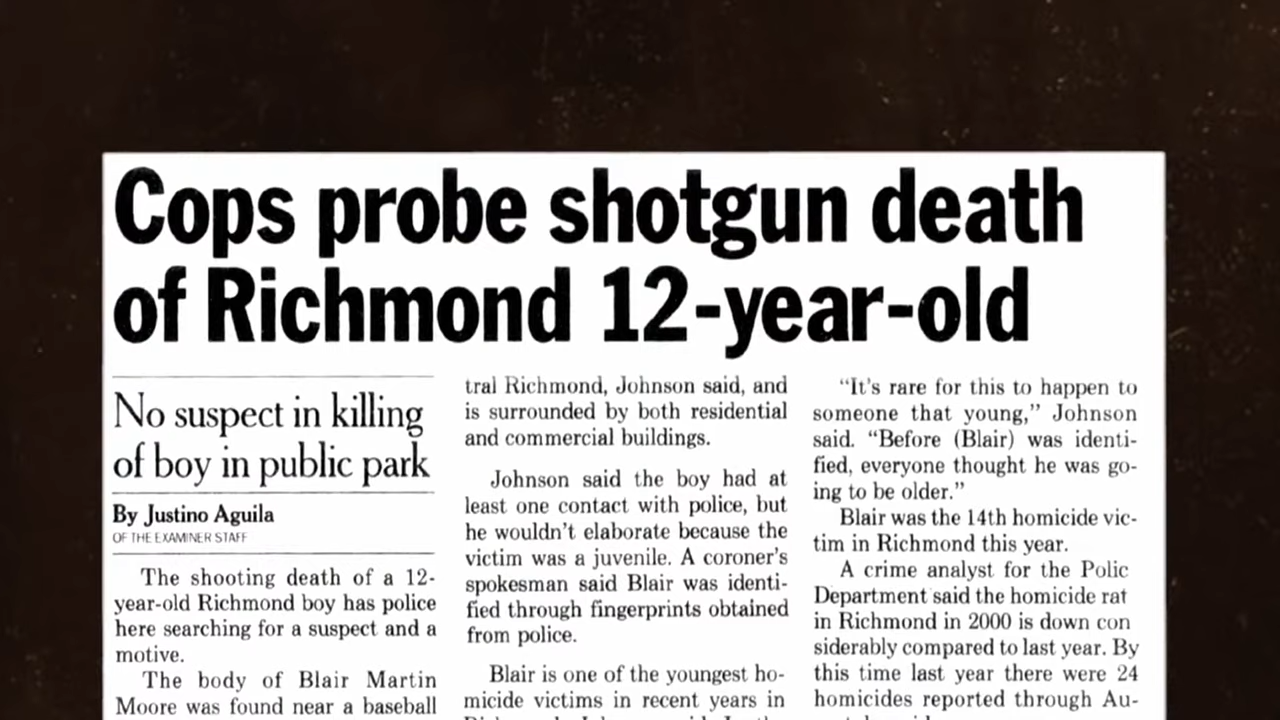 Cops probe shotgun death
of Richmond 12-year-old
No suspect in killing
of boy in public park
By Justino Aguila
OF THE EXAMINER STAFF
The shooting death of a 12-
year-old Richmond boy has police
here searching for a suspect and a
motive.
The body of Blair Martin
Moore was found near a baseball
tral Richmond, Johnson said, and
is surrounded by both residential
and commercial buildings.
Johnson said the boy had at
least one contact with police, but
he wouldn't elaborate because the
victim was a juvenile. A coroner's
spokesman said Blair was identi-
fied through fingerprints obtained
from police.
Blair is one of the youngest ho-
micide victims in recent years in
"It's rare for this to happen to
someone that young," Johnson
said. "Before (Blair) was identi-
fied, everyone thought he was go-
ing to be older."
Blair was the 14th homicide vic-
tim in Richmond this year.
A crime analyst for the Polic
Department said the homicide rat
in Richmond in 2000 is down con
siderably compared to last year. By
this time last year there were 24
homicides reported through Au-